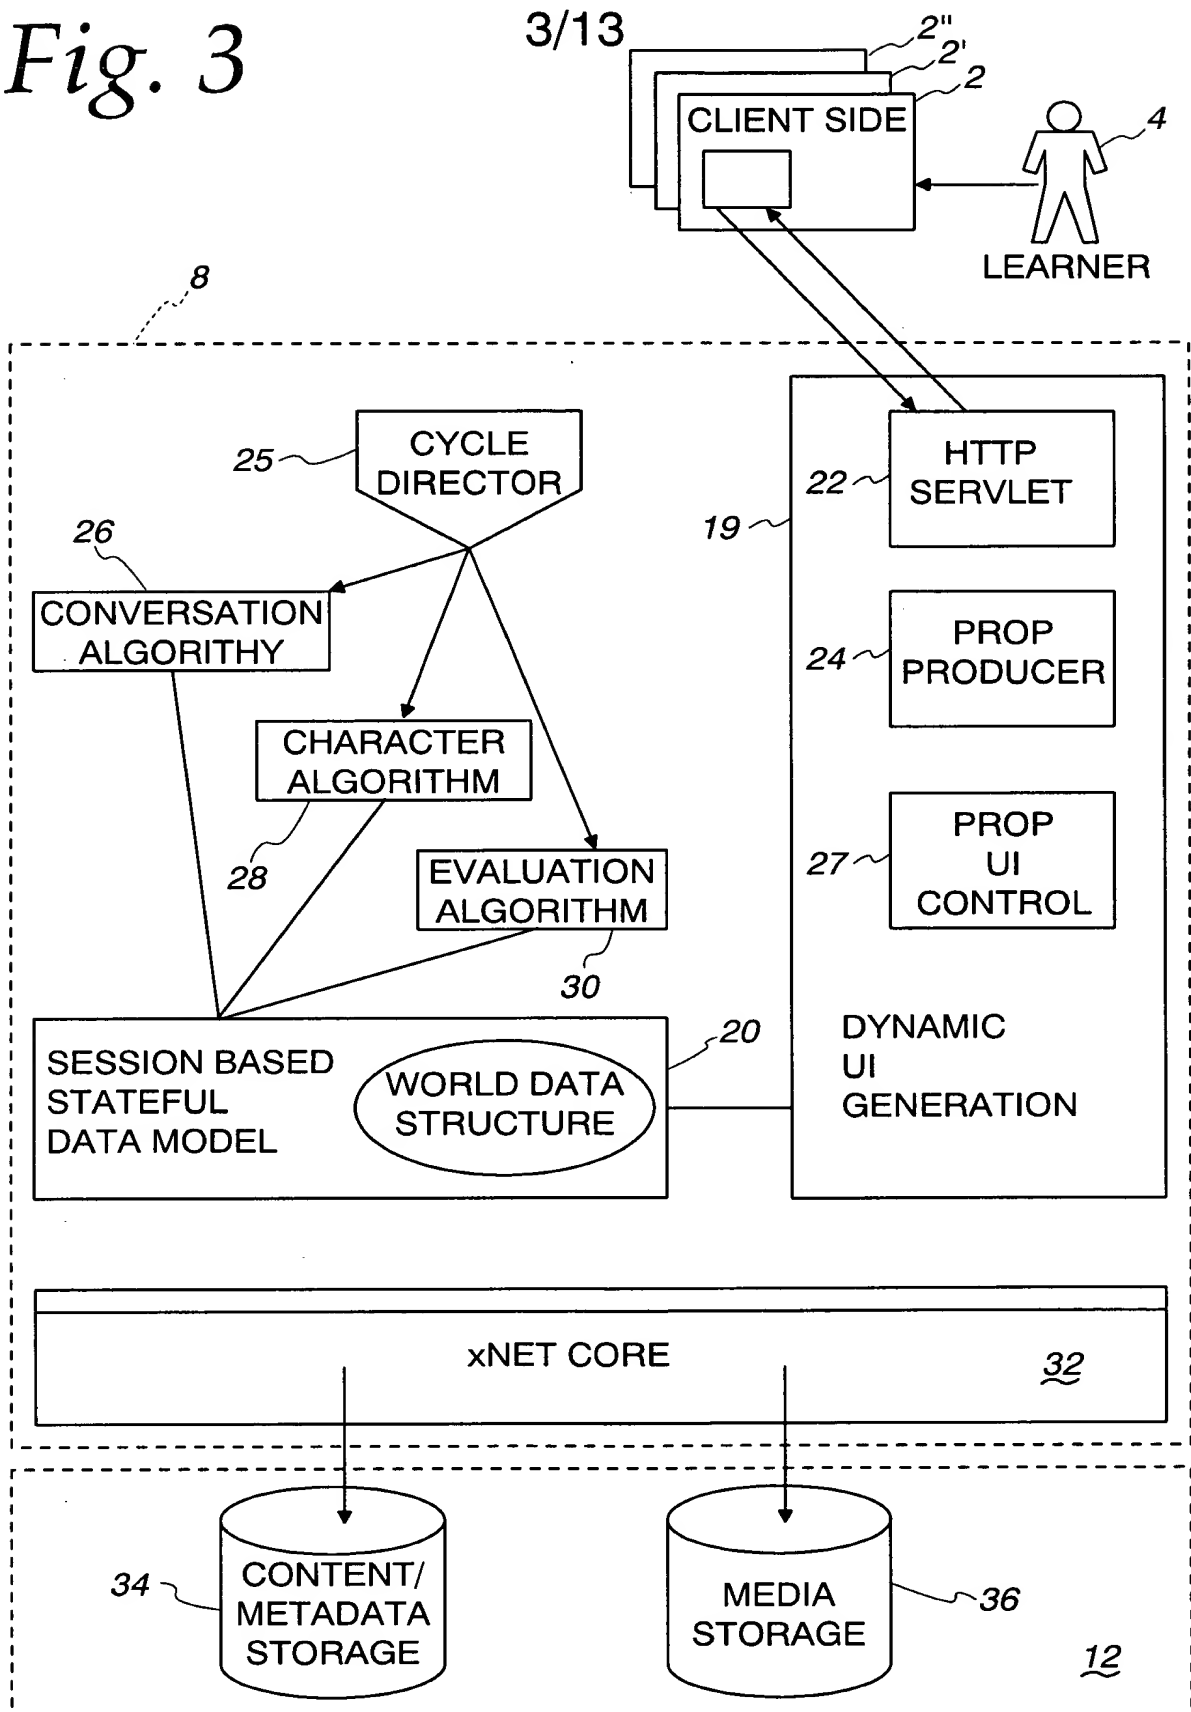 Fig. 3
3/13
2"
2'
2
CLIENT SIDE
4
LEARNER
8
CYCLE
DIRECTOR
25
HTTP
SERVLET
22
19
26
CONVERSATION
ALGORITHY
PROP
PRODUCER
24
CHARACTER
ALGORITHM
28
PROP
UI
CONTROL
27
EVALUATION
ALGORITHM
30
SESSION BASED
STATEFUL
DATA MODEL
WORLD DATA
STRUCTURE
20
DYNAMIC
UI
GENERATION
xNET CORE
32
34
CONTENT/
METADATA
STORAGE
MEDIA
STORAGE
36
12